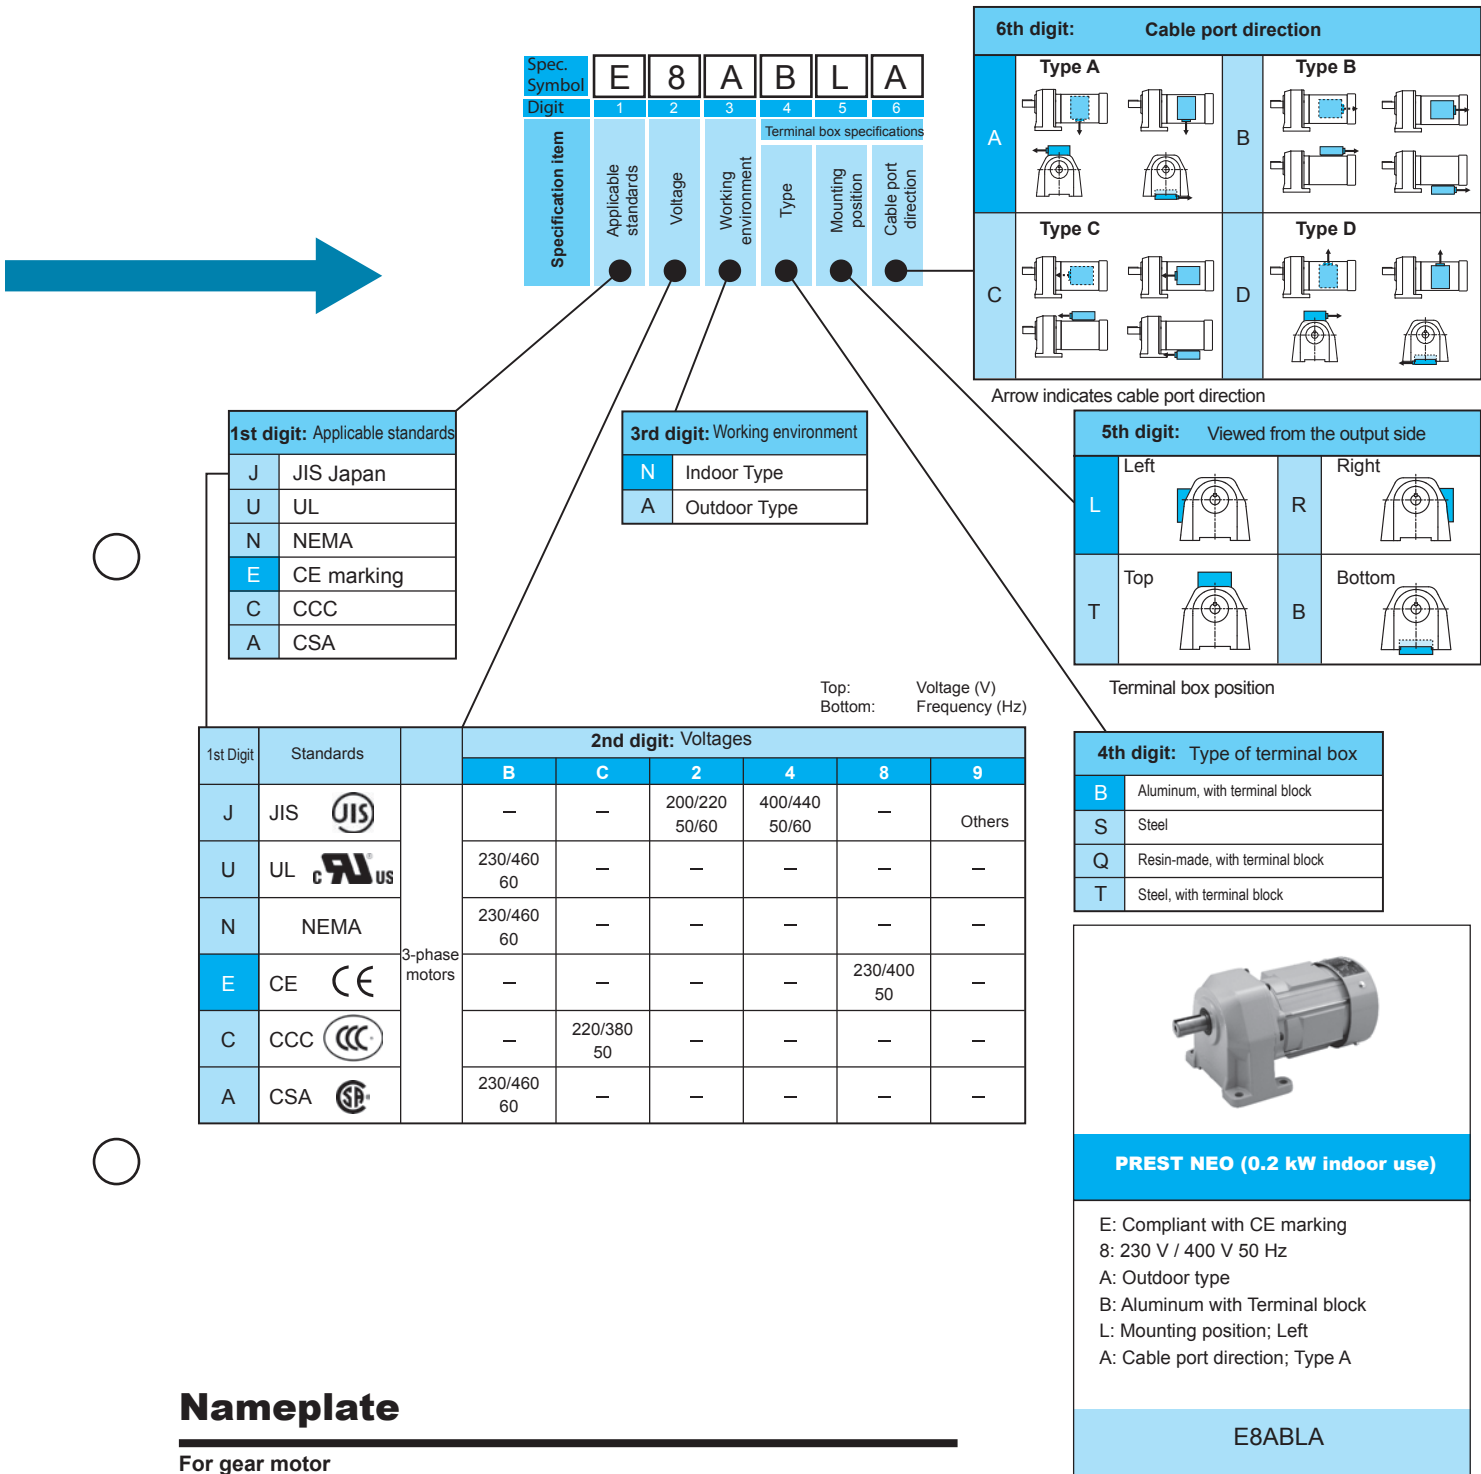 Spec. Symbol E 8 A B L A
Digit 1 2 3 4 5 6
Specification item
Terminal box specifications
Applicable standards
Voltage
Working environment
Type
Mounting position
Cable port direction
6th digit: Cable port direction
A Type A
B Type B
C Type C
D Type D
Arrow indicates cable port direction
1st digit: Applicable standards
J JIS Japan
U UL
N NEMA
E CE marking
C CCC
A CSA
3rd digit: Working environment
N Indoor Type
A Outdoor Type
5th digit: Viewed from the output side
L Left
R Right
T Top
B Bottom
Terminal box position
Top: Voltage (V)
Bottom: Frequency (Hz)
1st Digit Standards 2nd digit: Voltages
B C 2 4 8 9
3-phase motors
J JIS JIS – – 200/220 50/60 400/440 50/60 – Others
U UL c RU US 230/460 60 – – – – –
N NEMA 230/460 60 – – – – –
E CE CE – – – – 230/400 50 –
C CCC CCC – 220/380 50 – – – –
A CSA SA 230/460 60 – – – – –
4th digit: Type of terminal box
B Aluminum, with terminal block
S Steel
Q Resin-made, with terminal block
T Steel, with terminal block
PREST NEO (0.2 kW indoor use)
E: Compliant with CE marking
8: 230 V / 400 V 50 Hz
A: Outdoor type
B: Aluminum with Terminal block
L: Mounting position; Left
A: Cable port direction; Type A
E8ABLA
Nameplate
For gear motor